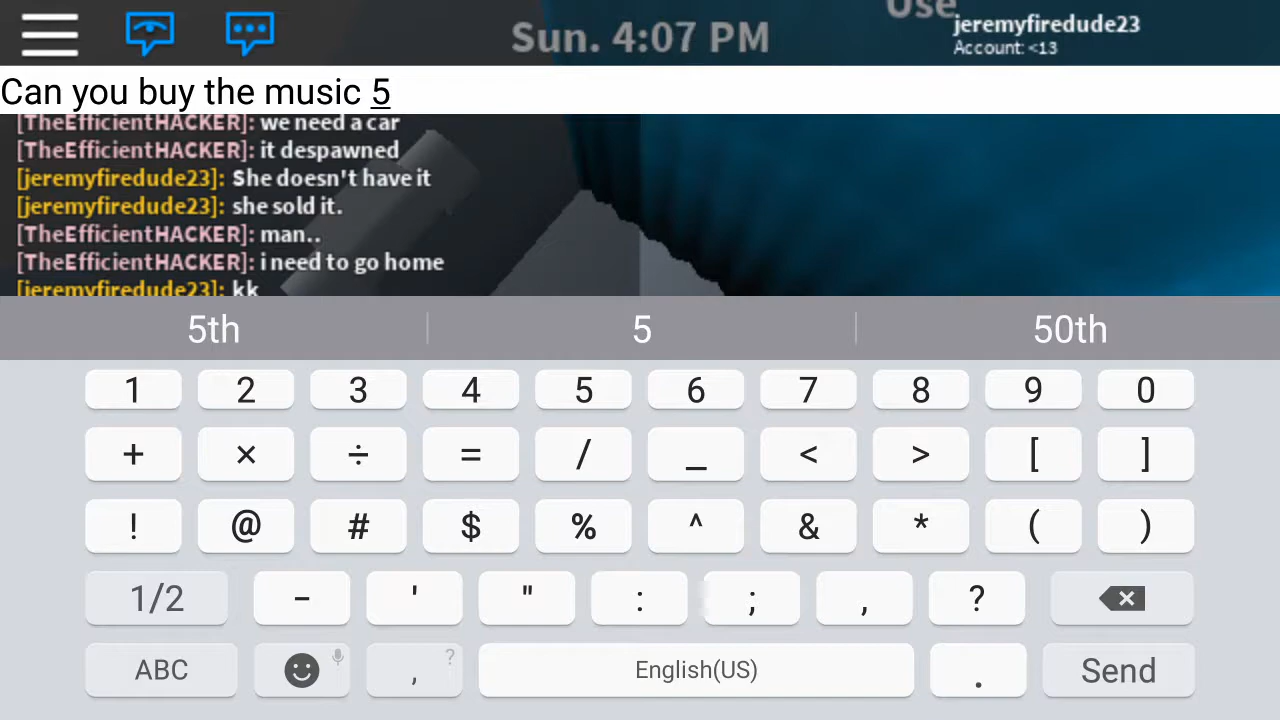 Use
Sun. 4:07 PM
jeremyfiredude23
Account: <13
Can you buy the music 5
[TheEfficientHACKER]: we need a car
[TheEfficientHACKER]: it despawned
[jeremyfiredude23]: She doesn't have it
[jeremyfiredude23]: she sold it.
[TheEfficientHACKER]: man..
[TheEfficientHACKER]: i need to go home
[jeremyfiredude23]: kk
5th 5 50th
1 2 3 4 5 6 7 8 9 0
+ × ÷ = / _ < > [ ]
! @ # $ % ^ & * ( )
1/2 - ' " : ; , ?
ABC , ? English(US) . Send